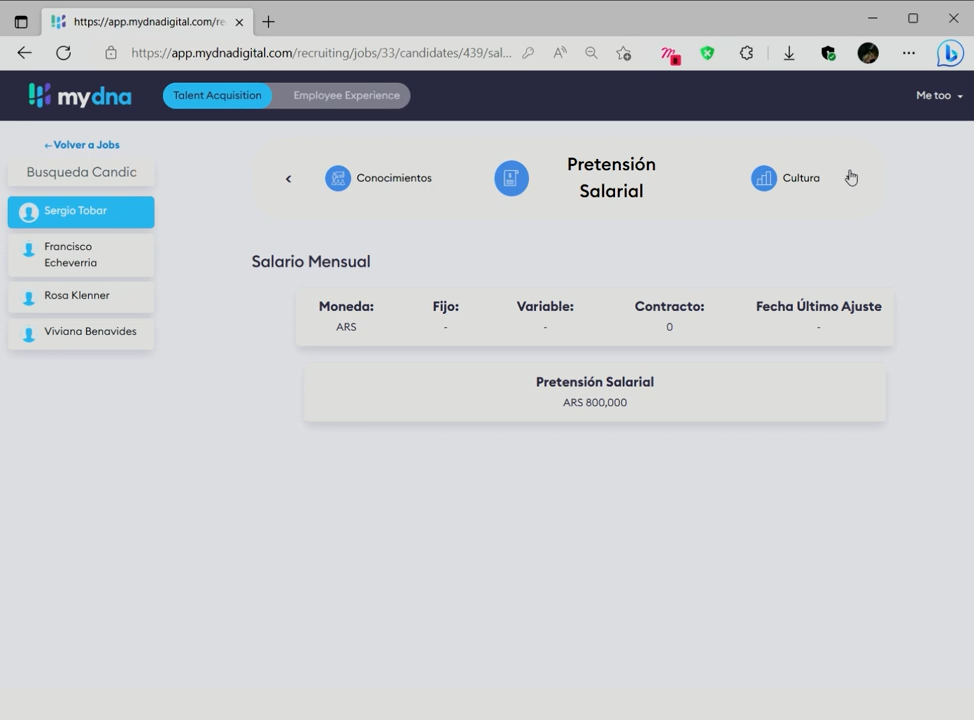 https://app.mydnadigital.com/re
https://app.mydnadigital.com/recruiting/jobs/33/candidates/439/sal...
mydna
Talent Acquisition
Employee Experience
Me too
←Volver a Jobs
Busqueda Candic
Sergio Tobar
Francisco
Echeverria
Rosa Klenner
Viviana Benavides
Conocimientos
Pretensión
Salarial
Cultura
Salario Mensual
Moneda: Fijo: Variable: Contracto: Fecha Último Ajuste
ARS - - 0 -
Pretensión Salarial
ARS 800,000